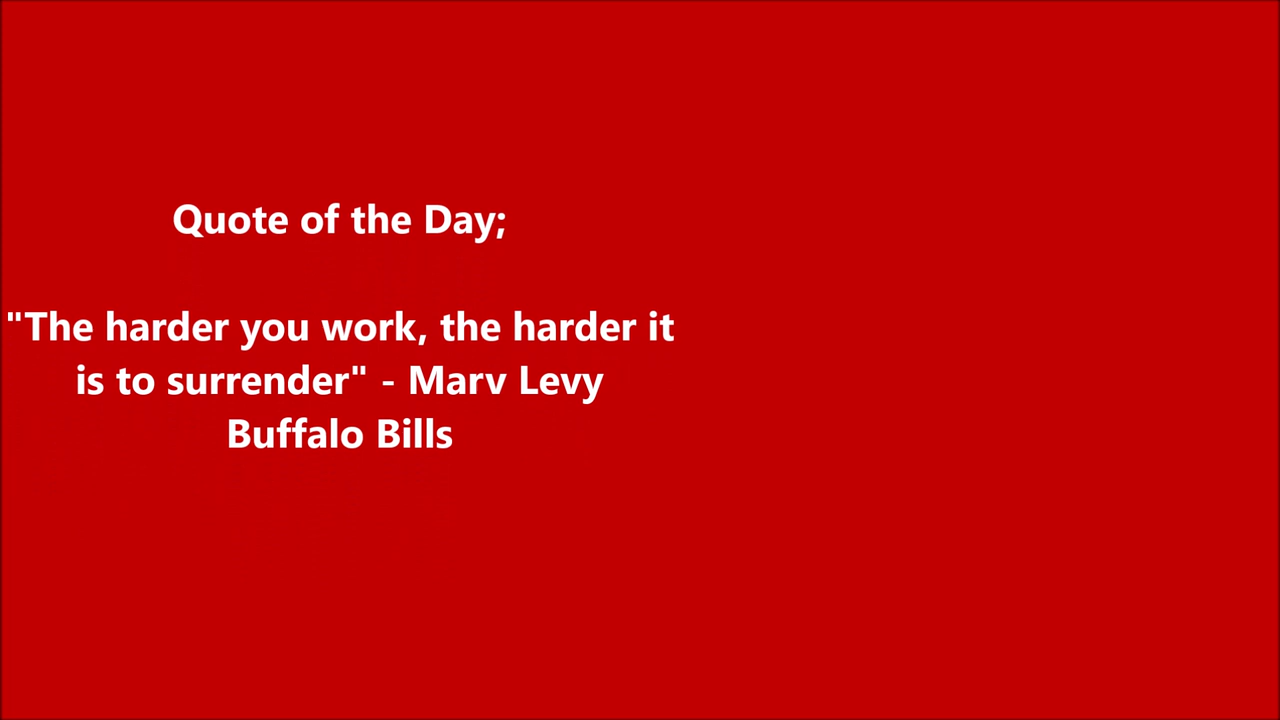 Quote of the Day;
"The harder you work, the harder it
is to surrender" - Marv Levy
Buffalo Bills